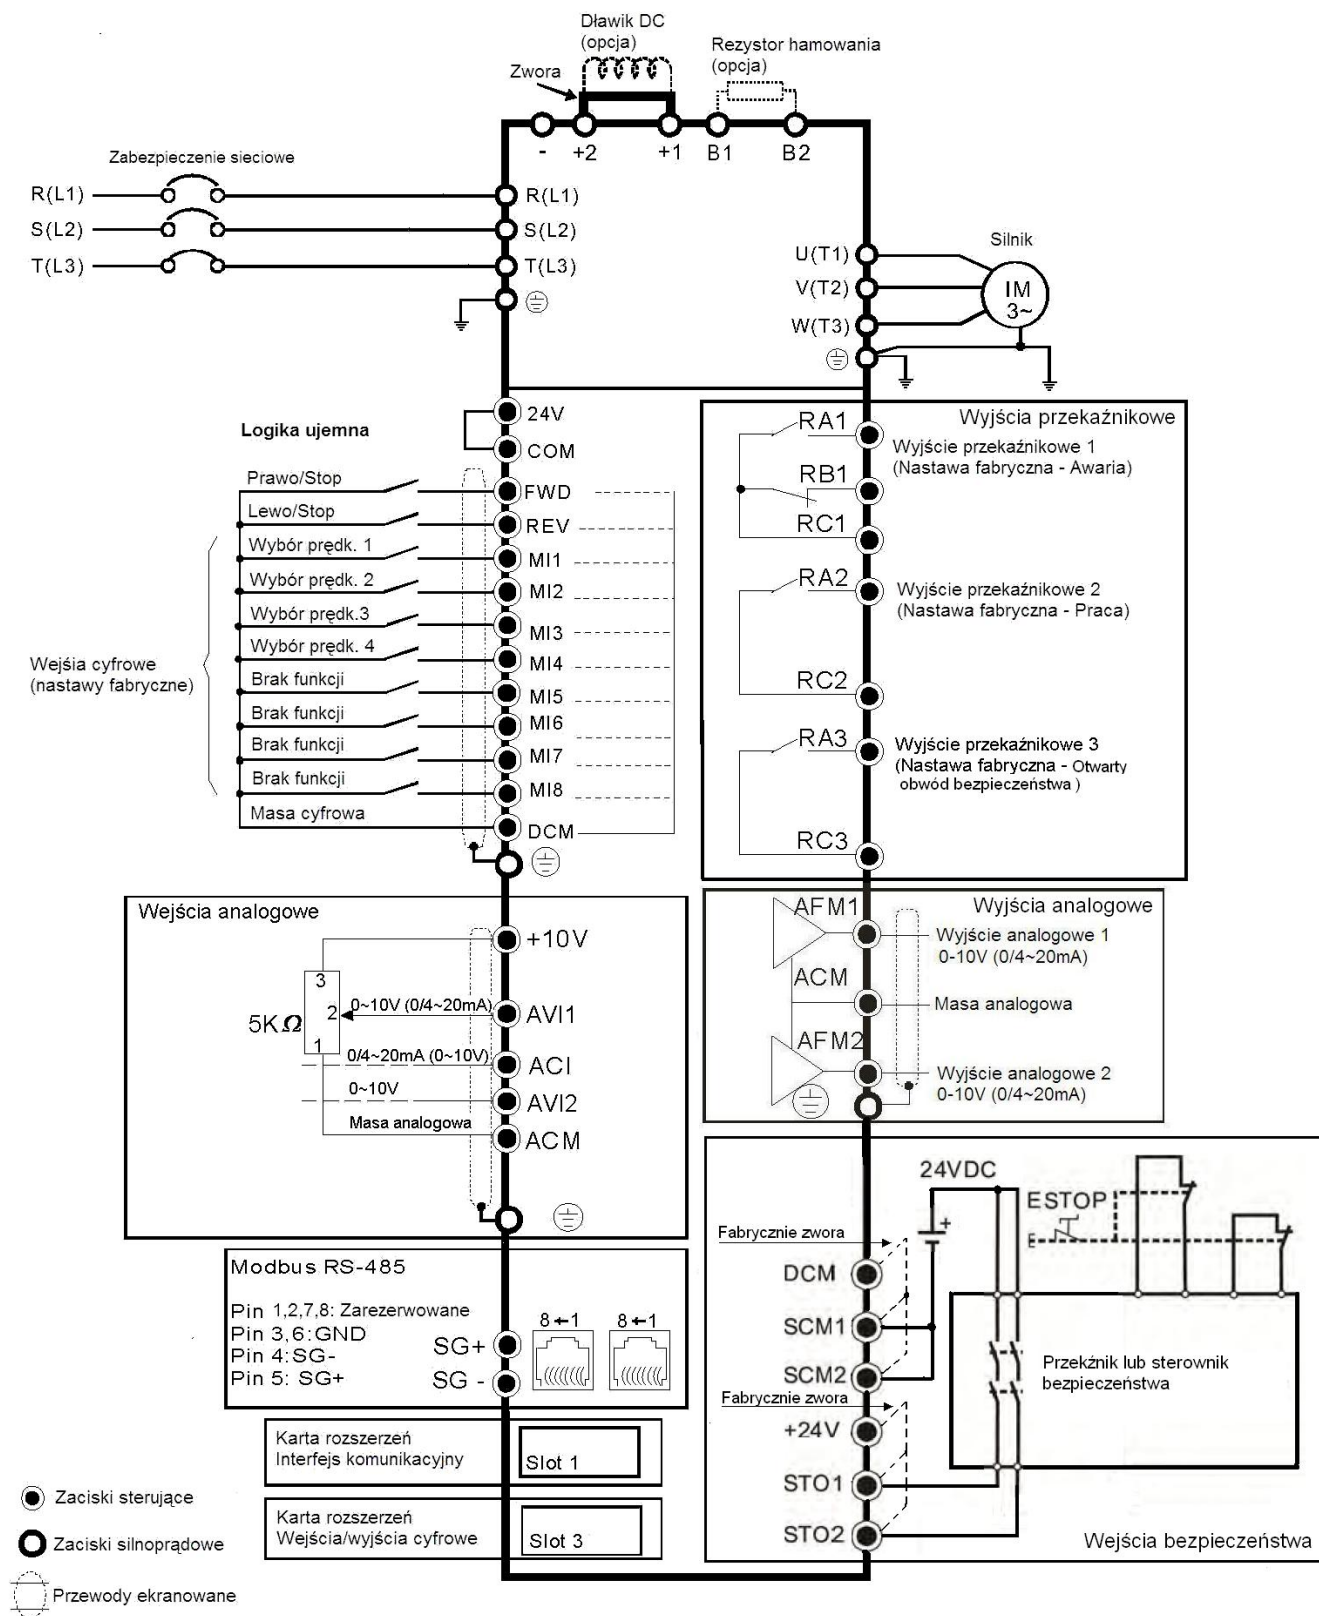 Dławik DC
(opcja)
Rezystor hamowania
(opcja)
Zwora
- +2 +1 B1 B2
Zabezpieczenie sieciowe
R(L1) R(L1)
S(L2) S(L2)
T(L3) T(L3)
Silnik
U(T1)
V(T2)
W(T3)
IM
3~
Logika ujemna
24V
COM
Prawo/Stop
FWD
Lewo/Stop
REV
Wybór prędk. 1
MI1
Wybór prędk. 2
MI2
Wybór prędk.3
MI3
Wybór prędk. 4
MI4
Brak funkcji
MI5
Brak funkcji
MI6
Brak funkcji
MI7
Brak funkcji
MI8
Masa cyfrowa
DCM
Wejśia cyfrowe
(nastawy fabryczne)
Wyjścia przekaźnikowe
RA1
Wyjście przekaźnikowe 1
(Nastawa fabryczna - Awaria)
RB1
RC1
RA2
Wyjście przekaźnikowe 2
(Nastawa fabryczna - Praca)
RC2
RA3
Wyjście przekaźnikowe 3
(Nastawa fabryczna - Otwarty
obwód bezpieczeństwa )
RC3
Wejścia analogowe
+10V
3
2
1
5KΩ
0~10V (0/4~20mA)
AVI1
0/4~20mA (0~10V)
ACI
0~10V
AVI2
Masa analogowa
ACM
Wyjścia analogowe
AFM1
Wyjście analogowe 1
0-10V (0/4~20mA)
ACM
Masa analogowa
AFM2
Wyjście analogowe 2
0-10V (0/4~20mA)
Modbus RS-485
Pin 1,2,7,8: Zarezerwowane
Pin 3,6:GND
Pin 4:SG-
Pin 5: SG+
SG+
SG -
8←1 8←1
24VDC
+
ESTOP
E
Fabrycznie zwora
DCM
SCM1
SCM2
Fabrycznie zwora
+24V
STO1
STO2
Przekźnik lub sterownik
bezpieczeństwa
Wejścia bezpieczeństwa
Karta rozszerzeń
Interfejs komunikacyjny
Slot 1
Karta rozszerzeń
Wejścia/wyjścia cyfrowe
Slot 3
Zaciski sterujące
Zaciski silnoprądowe
Przewody ekranowane